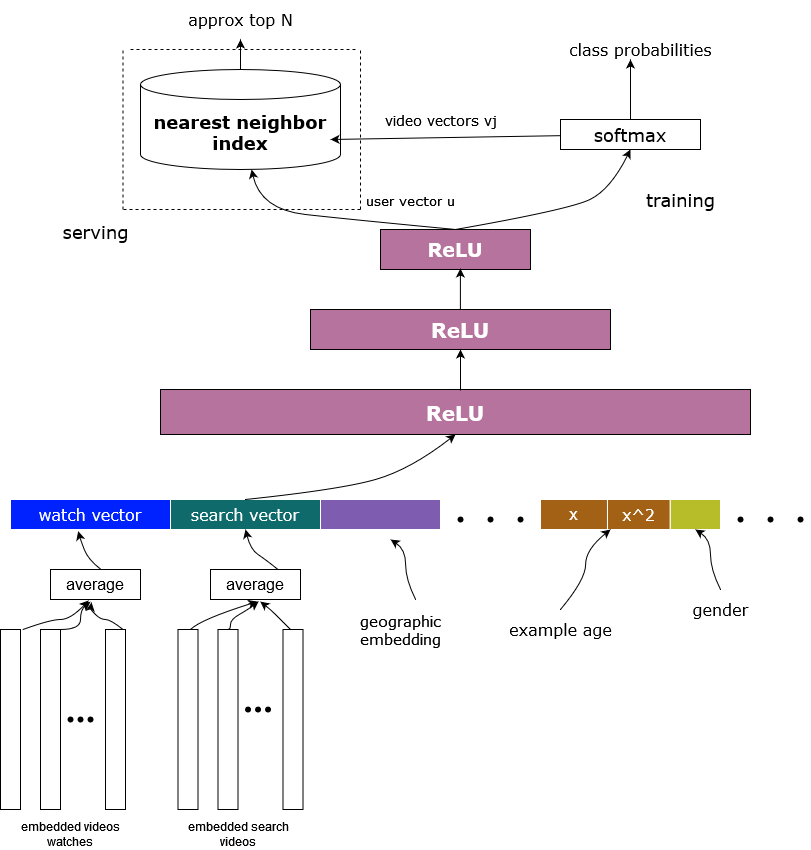 approx top N
class probabilities
nearest neighbor
index
video vectors vj
softmax
user vector u
training
serving
ReLU
ReLU
ReLU
watch vector
search vector
x
x^2
average
average
geographic
embedding
example age
gender
embedded videos
watches
embedded search
videos